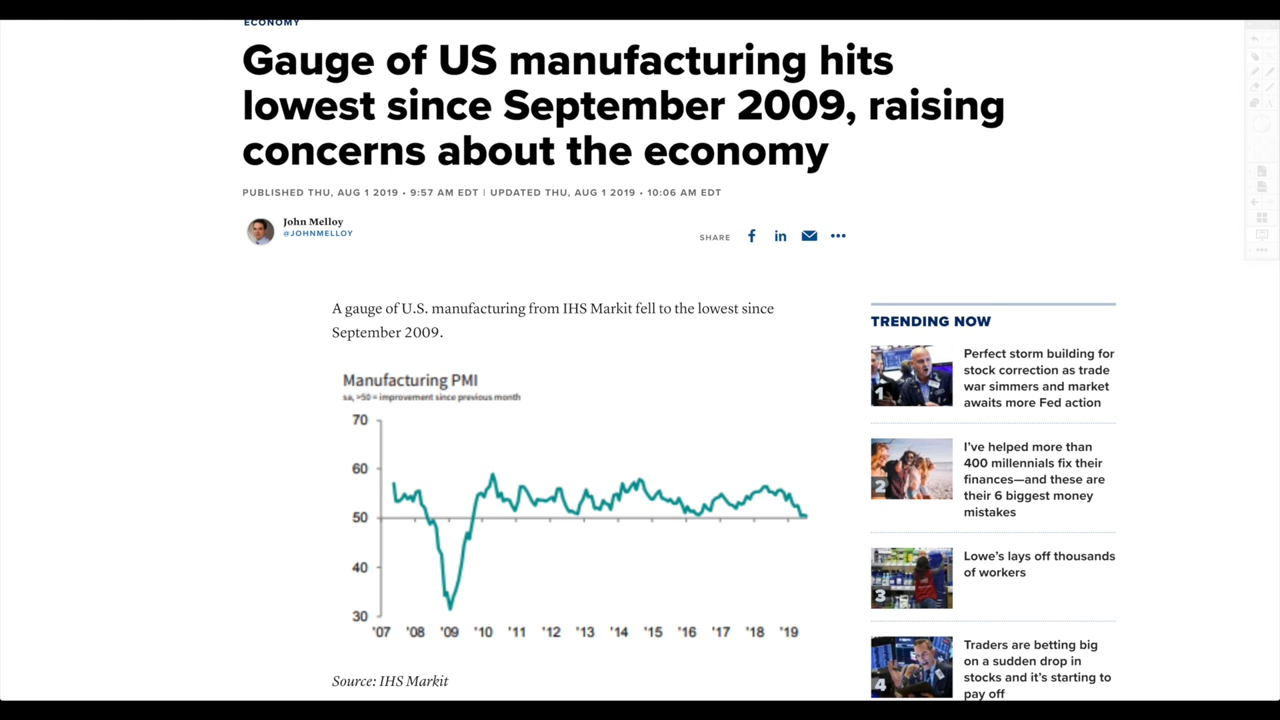 ECONOMY
Gauge of US manufacturing hits
lowest since September 2009, raising
concerns about the economy
PUBLISHED THU, AUG 1 2019 • 9:57 AM EDT | UPDATED THU, AUG 1 2019 • 10:06 AM EDT
John Melloy
@JOHNMELLOY
SHARE
A gauge of U.S. manufacturing from IHS Markit fell to the lowest since
September 2009.
Manufacturing PMI
sa, >50 = improvement since previous month
70
60
50
40
30
'07 '08 '09 '10 '11 '12 '13 '14 '15 '16 '17 '18 '19
Source: IHS Markit
TRENDING NOW
1
Perfect storm building for
stock correction as trade
war simmers and market
awaits more Fed action
2
I've helped more than
400 millennials fix their
finances—and these are
their 6 biggest money
mistakes
3
Lowe's lays off thousands
of workers
4
Traders are betting big
on a sudden drop in
stocks and it's starting to
pay off